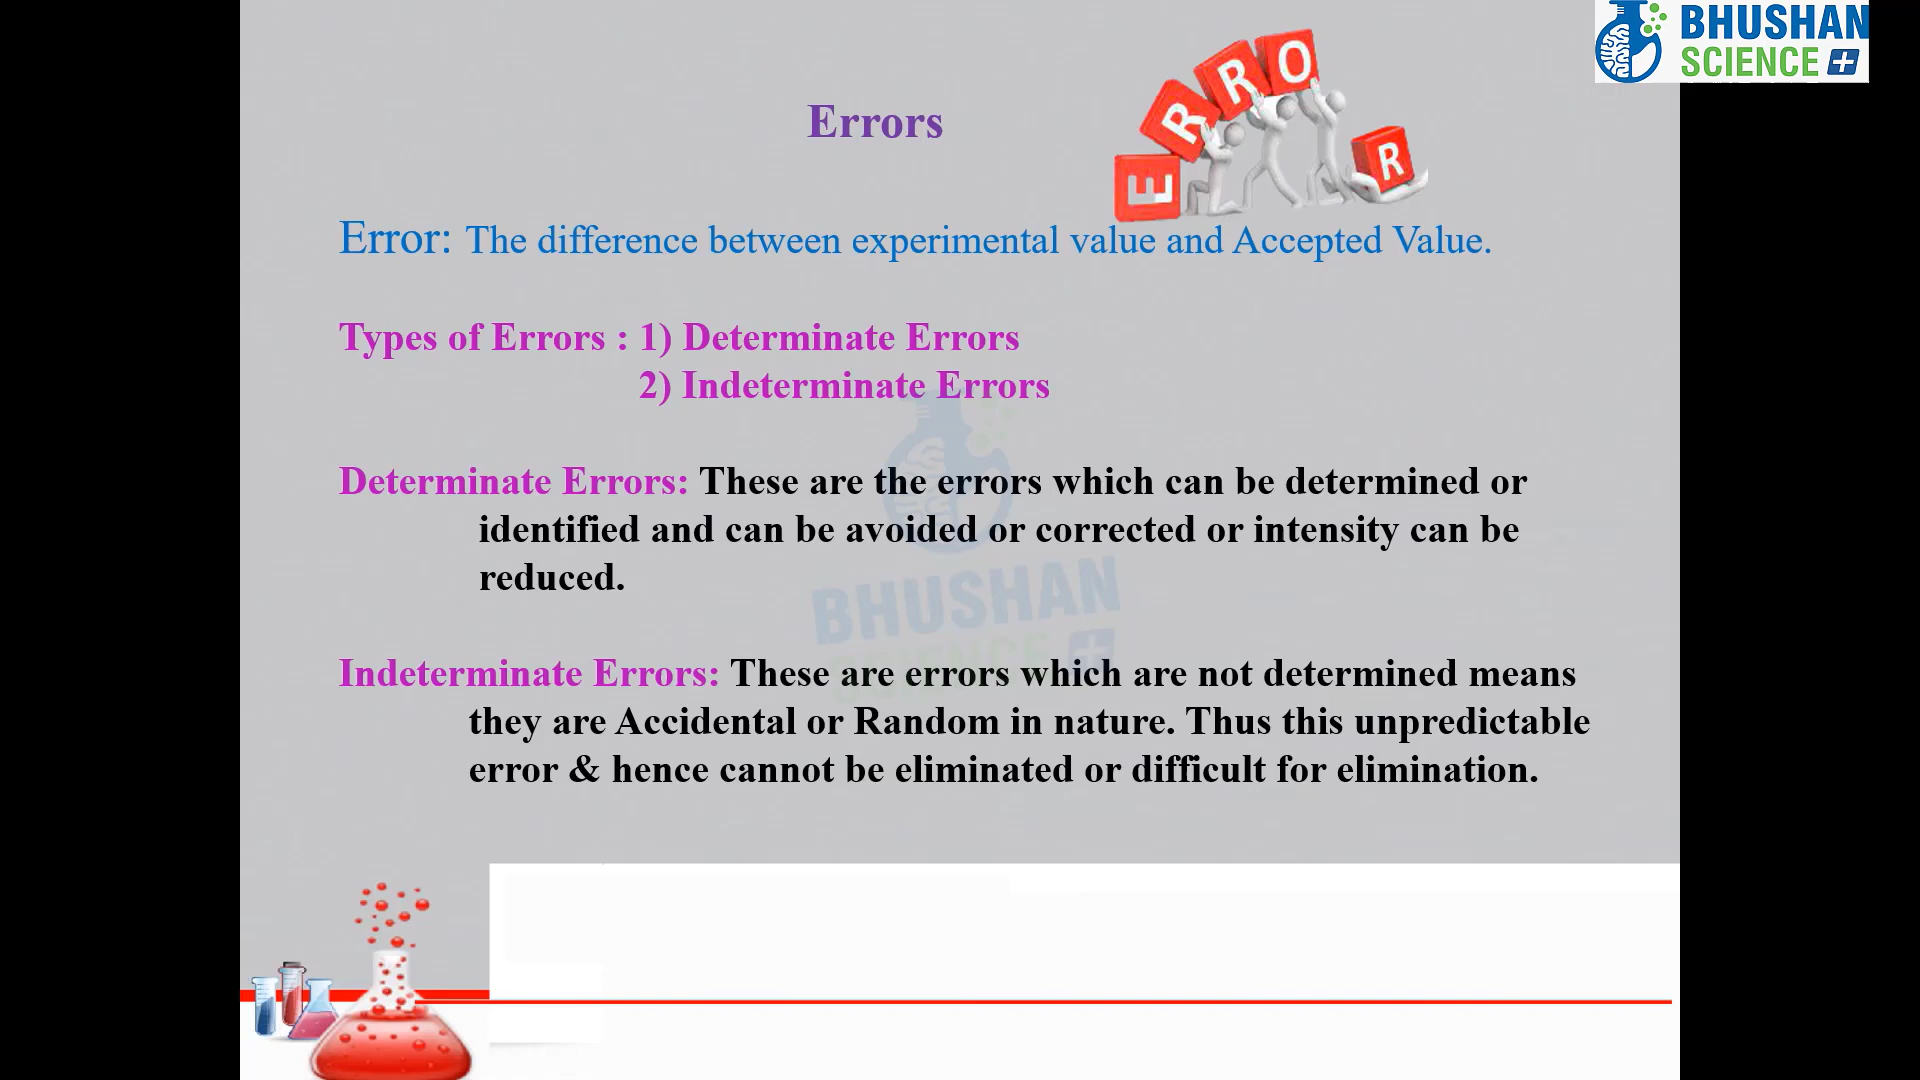 BHUSHAN
SCIENCE +
ERROR
Errors
Error: The difference between experimental value and Accepted Value.
Types of Errors : 1) Determinate Errors
2) Indeterminate Errors
Determinate Errors: These are the errors which can be determined or
identified and can be avoided or corrected or intensity can be
reduced.
Indeterminate Errors: These are errors which are not determined means
they are Accidental or Random in nature. Thus this unpredictable
error & hence cannot be eliminated or difficult for elimination.
BHUSHAN
SCIENCE +